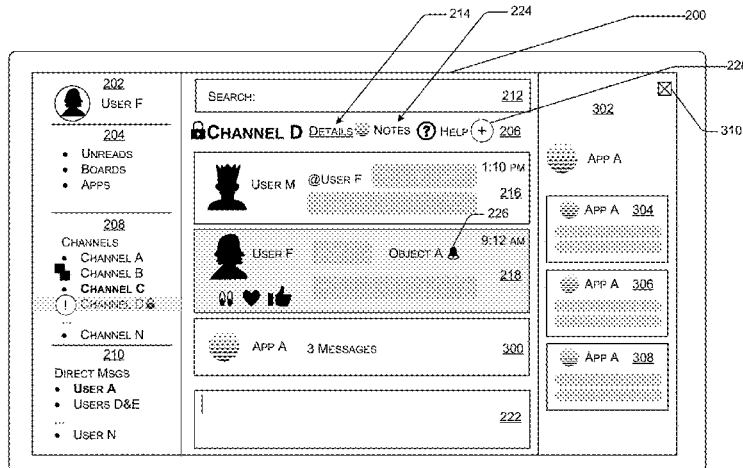 214
224
200
228
202
USER F
204
• UNREADS
• BOARDS
• APPS
208
CHANNELS
• CHANNEL A
CHANNEL B
• CHANNEL C
! CHANNEL D
...
• CHANNEL N
210
DIRECT MSGS
• USER A
• USERS D&E
...
• USER N
SEARCH: 212
CHANNEL D DETAILS NOTES ? HELP + 206
USER M @USER F 1:10 PM
216
226
USER F OBJECT A 9:12 AM
218
APP A 3 MESSAGES 300
222
302
310
APP A
APP A 304
APP A 306
APP A 308